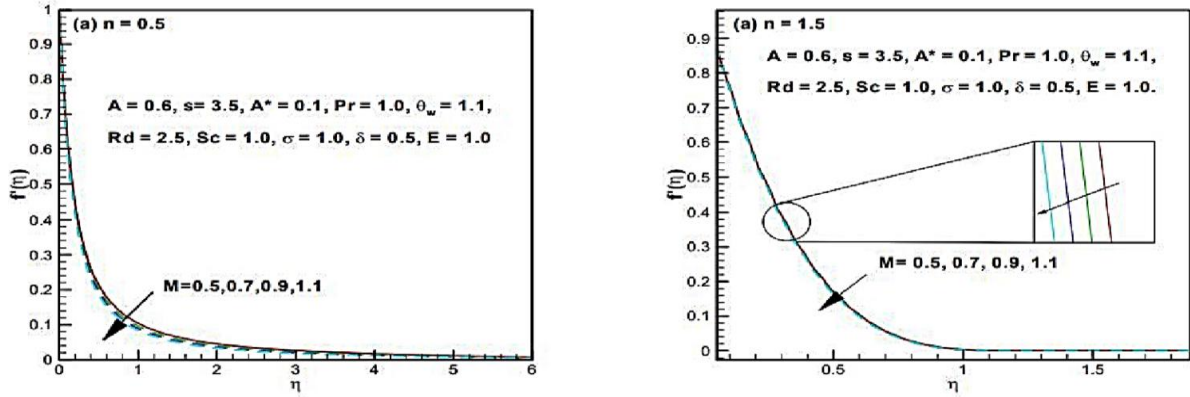 (a) n = 0.5
A = 0.6, s= 3.5, A* = 0.1, Pr = 1.0, θw = 1.1,
Rd = 2.5, Sc = 1.0, σ = 1.0, δ = 0.5, E = 1.0
M=0.5,0.7,0.9,1.1
f'(η)
1
0.9
0.8
0.7
0.6
0.5
0.4
0.3
0.2
0.1
0
0 1 2 3 4 5 6
η
(a) n = 1.5
A = 0.6, s = 3.5, A* = 0.1, Pr = 1.0, θw = 1.1,
Rd = 2.5, Sc = 1.0, σ = 1.0, δ = 0.5, E = 1.0.
M= 0.5, 0.7, 0.9, 1.1
f'(η)
0.9
0.8
0.7
0.6
0.5
0.4
0.3
0.2
0.1
0
0.5 1 1.5
η